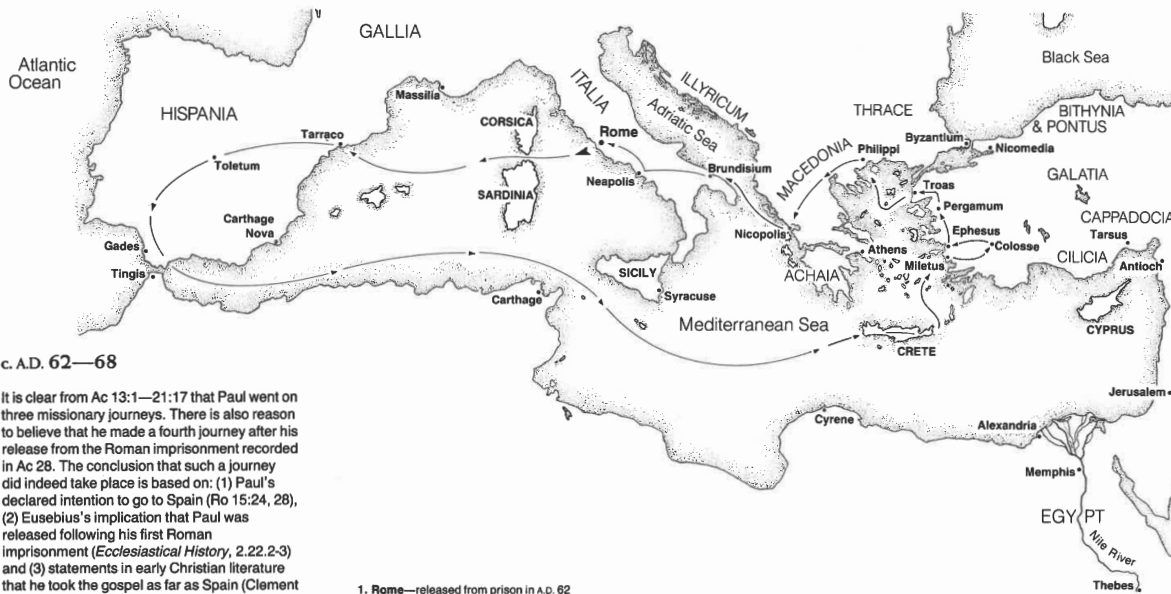 GALLIA
Atlantic
Ocean
Black Sea
ITALIA
ILLYRICUM
Massilia
HISPANIA
THRACE
BITHYNIA
& PONTUS
CORSICA
Adriatic Sea
Tarraco
Rome
Byzantium
Nicomedia
MACEDONIA
Philippi
Toletum
Brundisium
Neapolis
GALATIA
Troas
SARDINIA
Pergamum
Carthage
Nova
CAPPADOCIA
Nicopolis
Ephesus
Tarsus
Gades
Athens
Colosse
CILICIA
Tingis
SICILY
ACHAIA
Miletus
Antioch
Carthage
Syracuse
CYPRUS
Mediterranean Sea
CRETE
c. A.D. 62—68
Jerusalem
It is clear from Ac 13:1—21:17 that Paul went on
three missionary journeys. There is also reason
to believe that he made a fourth journey after his
release from the Roman imprisonment recorded
in Ac 28. The conclusion that such a journey
did indeed take place is based on: (1) Paul's
declared intention to go to Spain (Ro 15:24, 28),
(2) Eusebius's implication that Paul was
released following his first Roman
imprisonment (Ecclesiastical History, 2.22.2-3)
and (3) statements in early Christian literature
that he took the gospel as far as Spain (Clement
Cyrene
Alexandria
Memphis
EGYPT
Nile River
Thebes
1. Rome—released from prison in A.D. 62